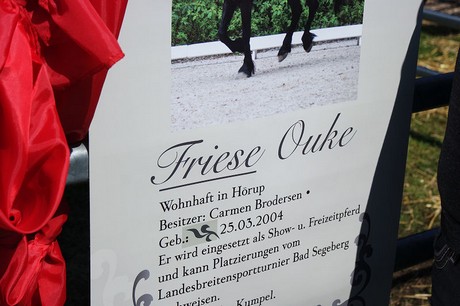 Friese Ouke
Wohnhaft in Hörup
Besitzer: Carmen Brodersen •
Geb.: 25.03.2004
Er wird eingesetzt als Show- u. Freizeitpferd
und kann Platzierungen vom
Landesbreitensportturnier Bad Segeberg
Kumpel.